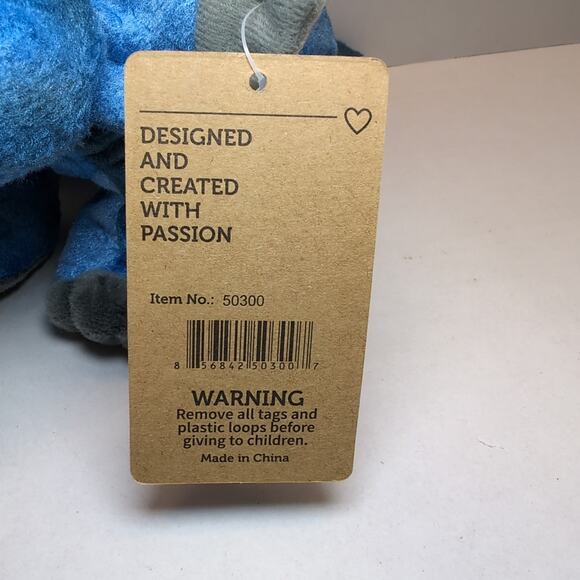 DESIGNED
AND
CREATED
WITH
PASSION
Item No.: 50300
8 56842 50300 7
WARNING
Remove all tags and
plastic loops before
giving to children.
Made in China